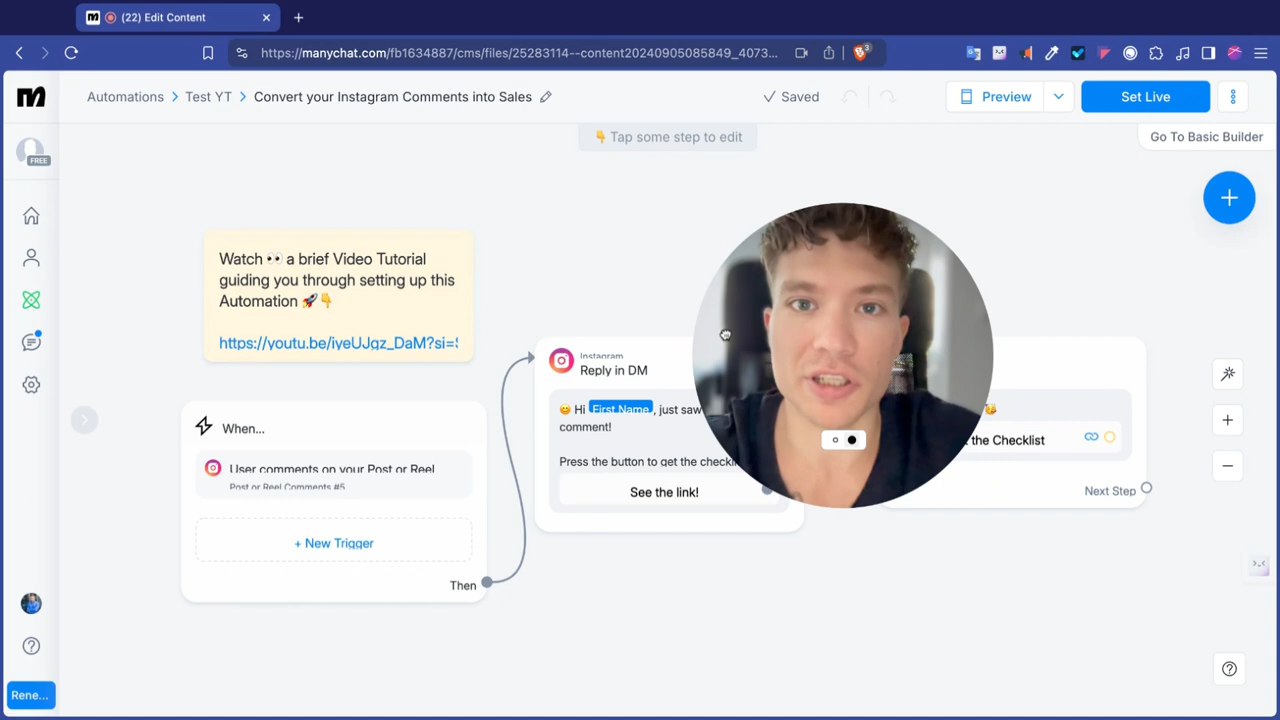 (22) Edit Content
https://manychat.com/fb1634887/cms/files/25283114--content20240905085849_4073...
Automations > Test YT > Convert your Instagram Comments into Sales
Saved
Preview
Set Live
👇 Tap some step to edit
Go To Basic Builder
FREE
Watch 👀 a brief Video Tutorial
guiding you through setting up this
Automation 🚀👇
https://youtu.be/iyeUJgz_DaM?si=
When...
User comments on your Post or Reel
Post or Reel Comments #5
+ New Trigger
Then
Instagram
Reply in DM
😊 Hi First Name, just saw
comment!
Press the button to get the
See the link!
the Checklist
Next Step
Rene...